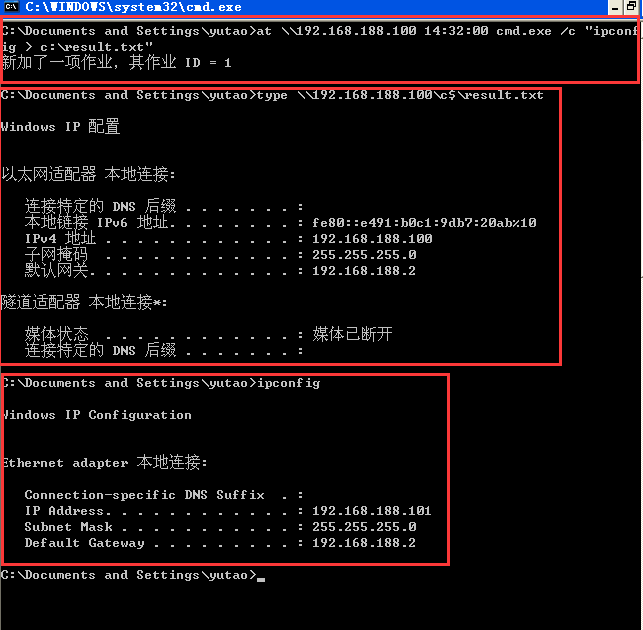 C:\WINDOWS\system32\cmd.exe
C:\Documents and Settings\yutao>at \\192.168.188.100 14:32:00 cmd.exe /c "ipconf
ig > c:\result.txt"
新加了一项作业，其作业 ID = 1
C:\Documents and Settings\yutao>type \\192.168.188.100\c$\result.txt
Windows IP 配置
以太网适配器 本地连接:
连接特定的 DNS 后缀 . . . . . . . :
本地链接 IPv6 地址. . . . . . . . : fe80::e491:b0c1:9db7:20ab%10
IPv4 地址 . . . . . . . . . . . . : 192.168.188.100
子网掩码  . . . . . . . . . . . . : 255.255.255.0
默认网关. . . . . . . . . . . . . : 192.168.188.2
隧道适配器 本地连接*:
媒体状态  . . . . . . . . . . . . : 媒体已断开
连接特定的 DNS 后缀 . . . . . . . :
C:\Documents and Settings\yutao>ipconfig
Windows IP Configuration
Ethernet adapter 本地连接:
Connection-specific DNS Suffix  . :
IP Address. . . . . . . . . . . . : 192.168.188.101
Subnet Mask . . . . . . . . . . . : 255.255.255.0
Default Gateway . . . . . . . . . : 192.168.188.2
C:\Documents and Settings\yutao>_